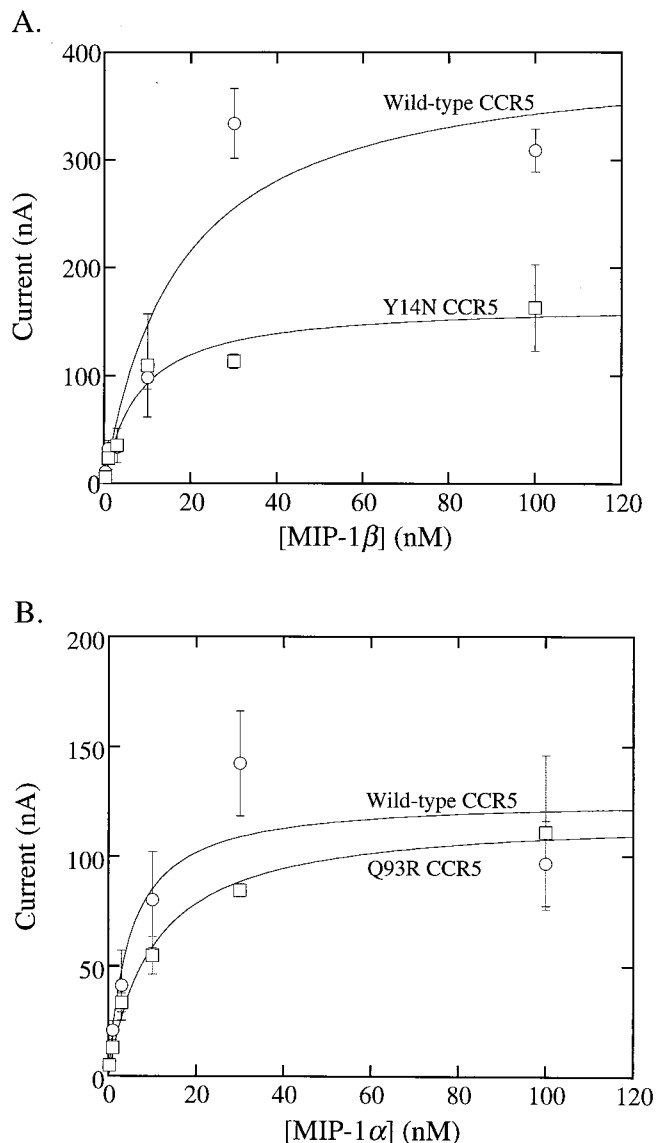 A.
400
300
200
100
0
Current (nA)
Wild-type CCR5
Y14N CCR5
0 20 40 60 80 100 120
[MIP-1β] (nM)
B.
200
150
100
50
0
Current (nA)
Wild-type CCR5
Q93R CCR5
0 20 40 60 80 100 120
[MIP-1α] (nM)